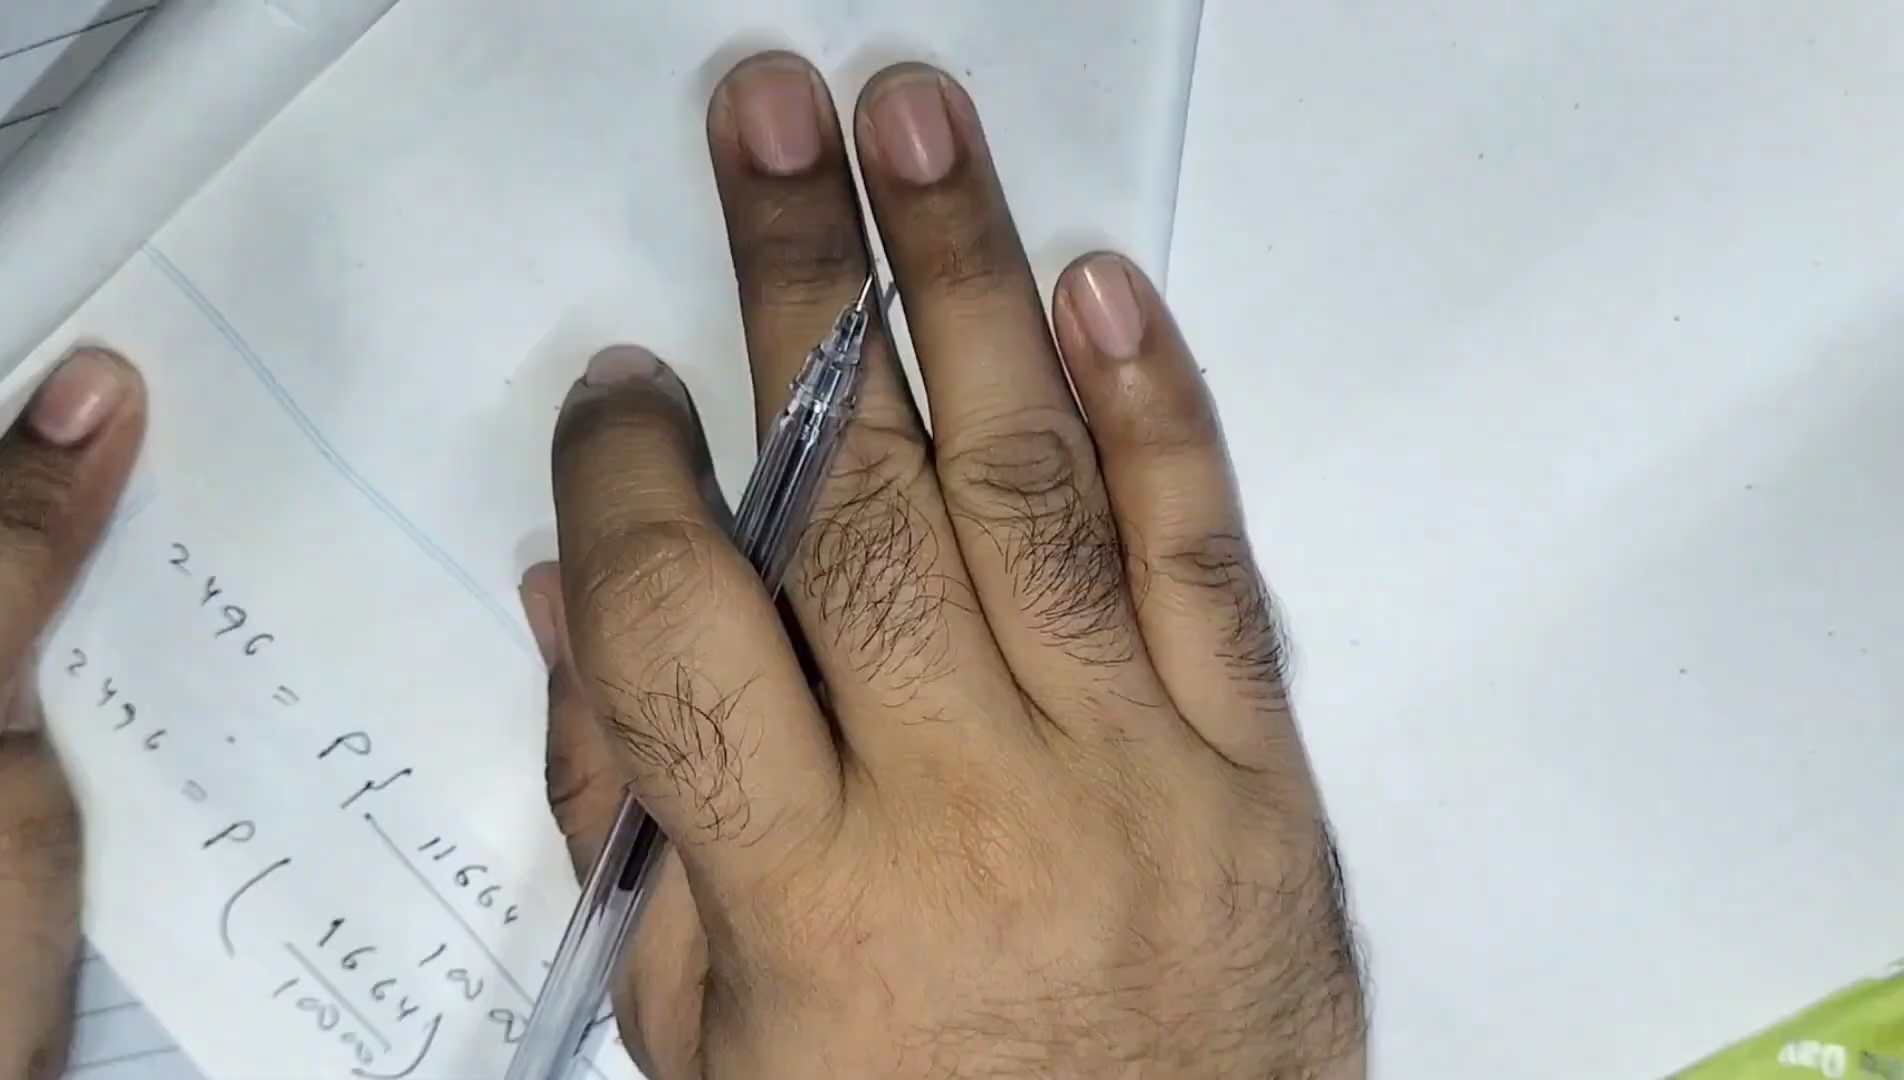 2496 = P { 11664
10000
2496 = P ( 1664 )
10000